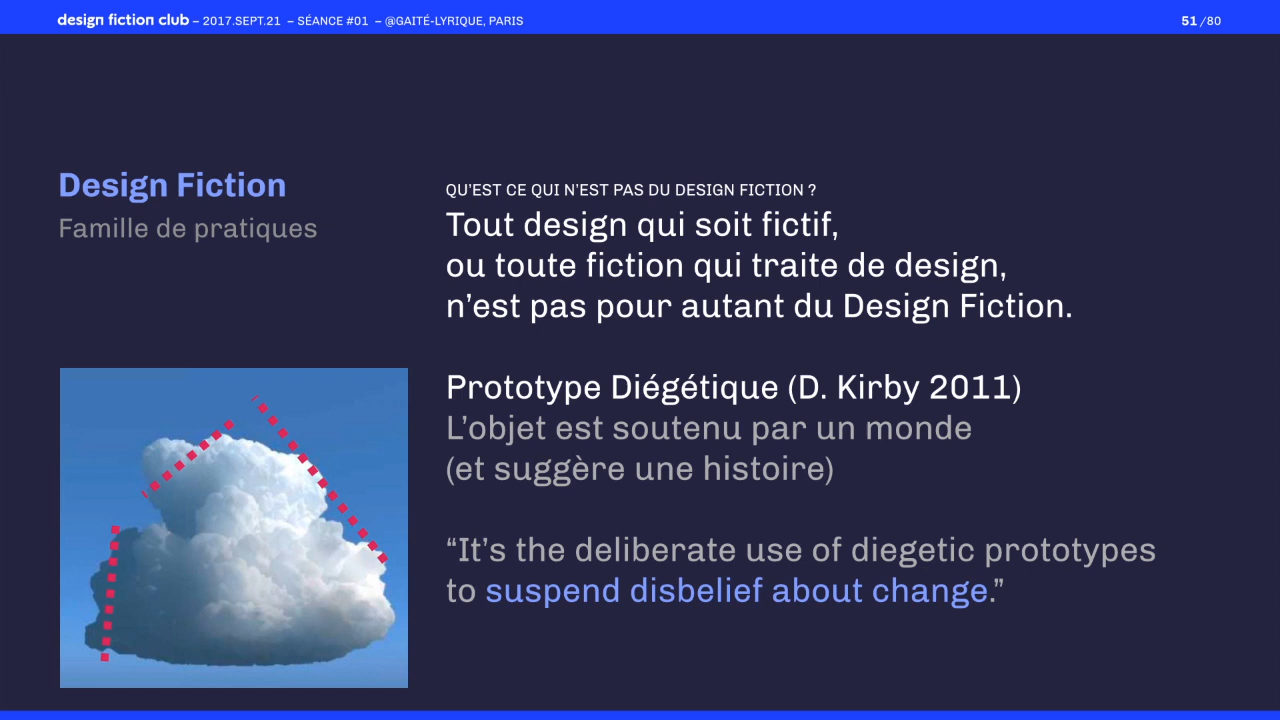 design fiction club – 2017.SEPT.21 – SÉANCE #01 – @GAITÉ-LYRIQUE, PARIS
51/80
Design Fiction
Famille de pratiques
QU’EST CE QUI N’EST PAS DU DESIGN FICTION ?
Tout design qui soit fictif,
ou toute fiction qui traite de design,
n’est pas pour autant du Design Fiction.
Prototype Diégétique (D. Kirby 2011)
L’objet est soutenu par un monde
(et suggère une histoire)
“It’s the deliberate use of diegetic prototypes
to suspend disbelief about change.”